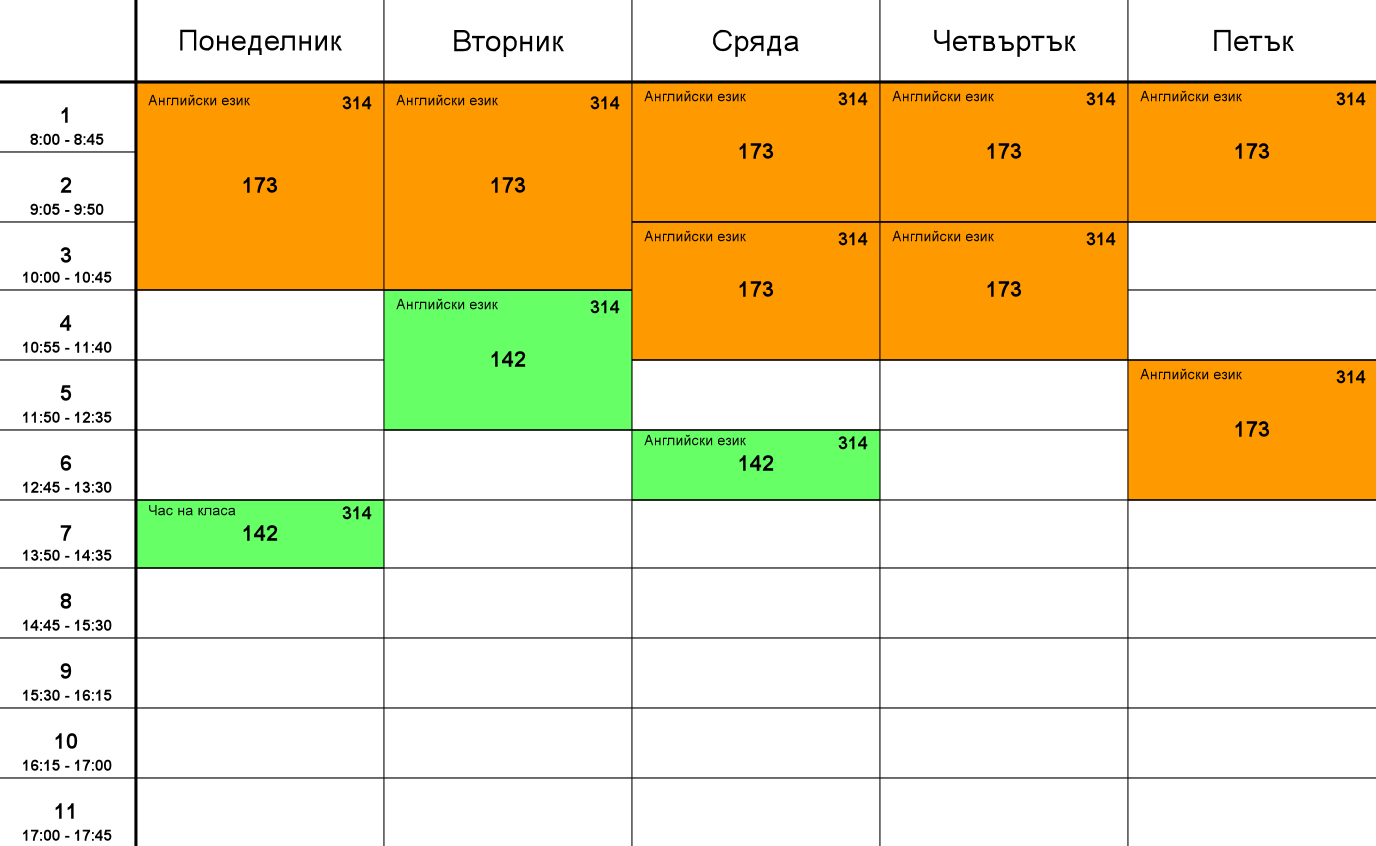 Понеделник Вторник Сряда Четвъртък Петък
1
8:00 - 8:45
Английски език 314
173
Английски език 314
173
Английски език 314
173
Английски език 314
173
Английски език 314
173
2
9:05 - 9:50
3
10:00 - 10:45
Английски език 314
173
Английски език 314
173
4
10:55 - 11:40
Английски език 314
142
5
11:50 - 12:35
Английски език 314
173
6
12:45 - 13:30
Английски език 314
142
7
13:50 - 14:35
Час на класа 314
142
8
14:45 - 15:30
9
15:30 - 16:15
10
16:15 - 17:00
11
17:00 - 17:45